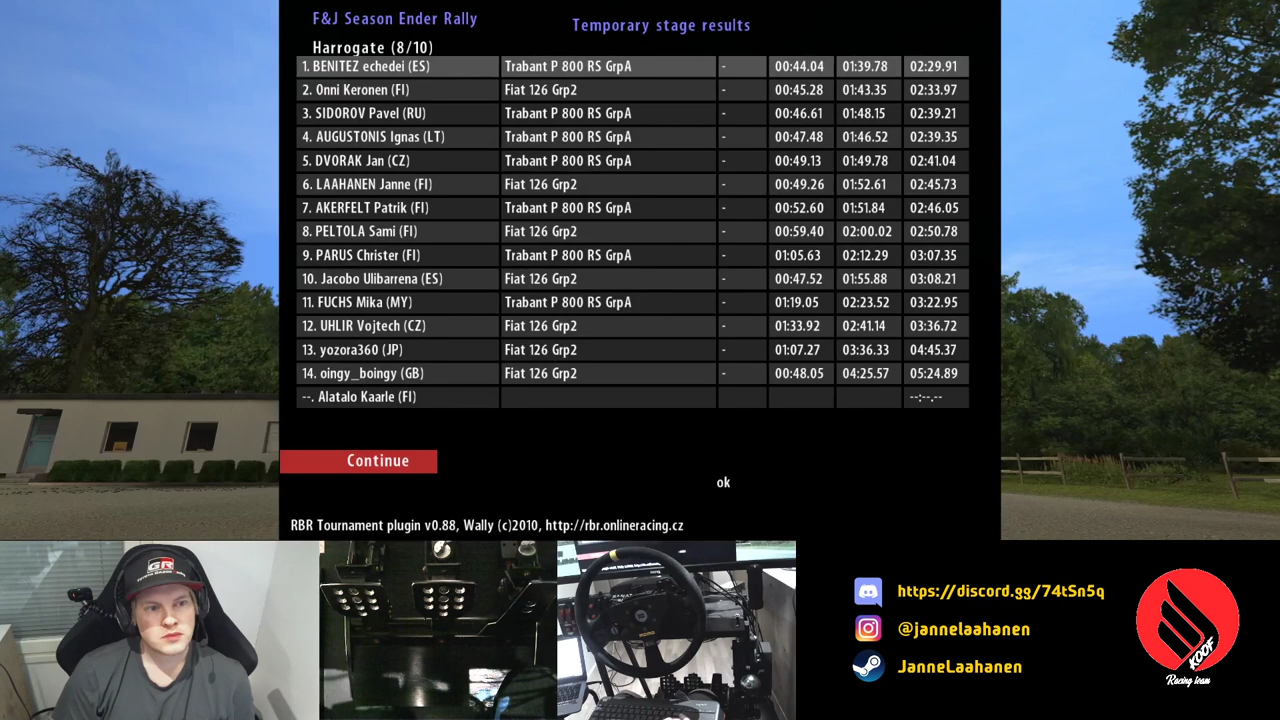 F&J Season Ender Rally
Temporary stage results
Harrogate (8/10)
1. BENITEZ echedei (ES) Trabant P 800 RS GrpA - 00:44.04 01:39.78 02:29.91
2. Onni Keronen (FI) Fiat 126 Grp2 - 00:45.28 01:43.35 02:33.97
3. SIDOROV Pavel (RU) Trabant P 800 RS GrpA - 00:46.61 01:48.15 02:39.21
4. AUGUSTONIS Ignas (LT) Trabant P 800 RS GrpA - 00:47.48 01:46.52 02:39.35
5. DVORAK Jan (CZ) Trabant P 800 RS GrpA - 00:49.13 01:49.78 02:41.04
6. LAAHANEN Janne (FI) Fiat 126 Grp2 - 00:49.26 01:52.61 02:45.73
7. AKERFELT Patrik (FI) Trabant P 800 RS GrpA - 00:52.60 01:51.84 02:46.05
8. PELTOLA Sami (FI) Fiat 126 Grp2 - 00:59.40 02:00.02 02:50.78
9. PARUS Christer (FI) Trabant P 800 RS GrpA - 01:05.63 02:12.29 03:07.35
10. Jacobo Ulibarrena (ES) Fiat 126 Grp2 - 00:47.52 01:55.88 03:08.21
11. FUCHS Mika (MY) Trabant P 800 RS GrpA - 01:19.05 02:23.52 03:22.95
12. UHLIR Vojtech (CZ) Fiat 126 Grp2 - 01:33.92 02:41.14 03:36.72
13. yozora360 (JP) Fiat 126 Grp2 - 01:07.27 03:36.33 04:45.37
14. oingy_boingy (GB) Fiat 126 Grp2 - 00:48.05 04:25.57 05:24.89
--. Alatalo Kaarle (FI) --:--.--
Continue
ok
RBR Tournament plugin v0.88, Wally (c)2010, http://rbr.onlineracing.cz
GR
https://discord.gg/74tSn5q
@jannelaahanen
JanneLaahanen
KOOF
Racing team